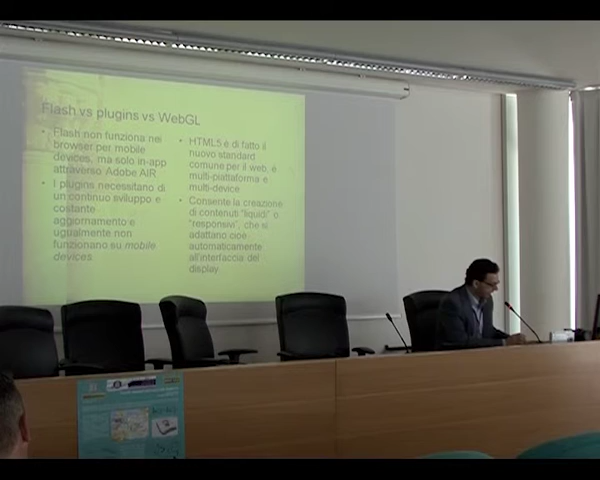 Flash vs plugins vs WebGL
• Flash non funziona nei
browser per mobile
devices, ma solo in-app
attraverso Adobe AIR
• I plugins necessitano di
un continuo sviluppo e
costante
aggiornamento e
ugualmente non
funzionano su mobile
devices
• HTML5 è di fatto il
nuovo standard
comune per il web, è
multi-piattaforma e
multi-device
• Consente la creazione
di contenuti "liquidi" o
"responsivi", che si
adattano cioè
automaticamente
all'interfaccia del
display